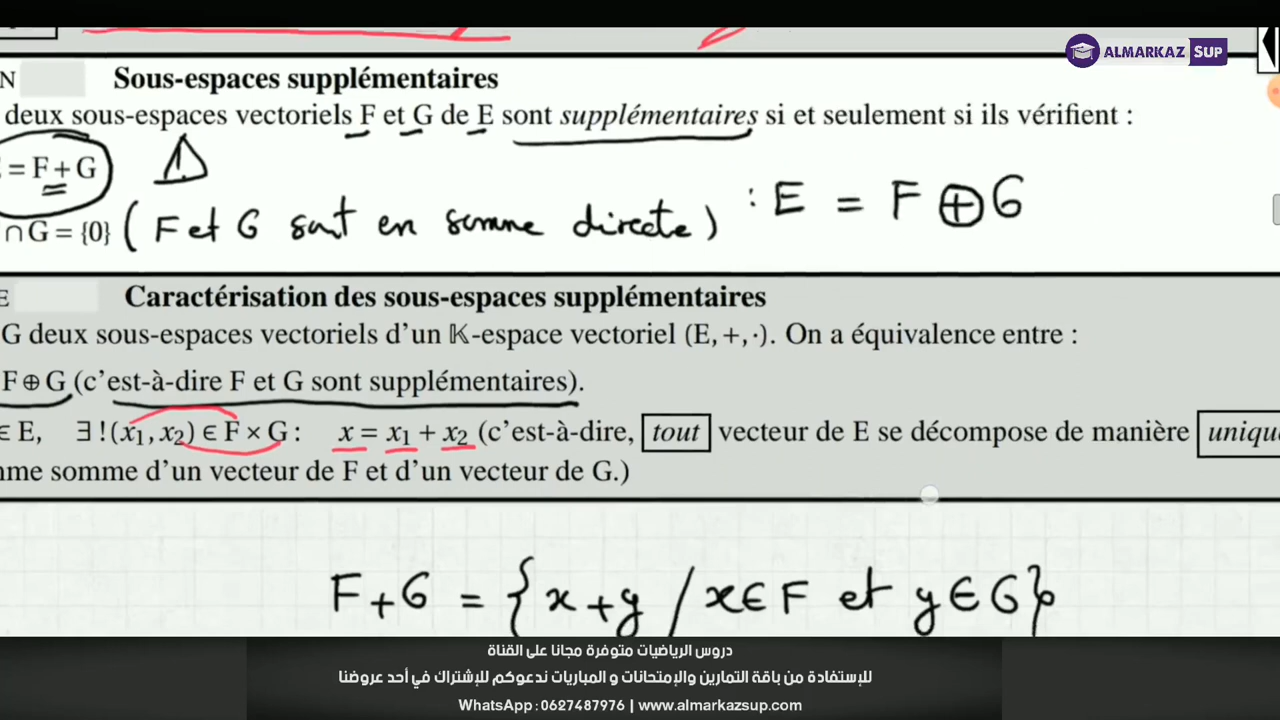 ALMARKAZ SUP
N Sous-espaces supplémentaires
deux sous-espaces vectoriels F et G de E sont supplémentaires si et seulement si ils vérifient :
= F + G
∩ G = {0} ( F et G sont en somme directe ) : E = F ⊕ G
E Caractérisation des sous-espaces supplémentaires
G deux sous-espaces vectoriels d'un 𝕂-espace vectoriel (E, +, ·). On a équivalence entre :
F ⊕ G (c'est-à-dire F et G sont supplémentaires).
∈ E, ∃ !(x₁, x₂) ∈ F × G : x = x₁ + x₂ (c'est-à-dire, tout vecteur de E se décompose de manière uniqu
me somme d'un vecteur de F et d'un vecteur de G.)
F + G = { x + y / x ∈ F et y ∈ G }
دروس الرياضيات متوفرة مجانا على القناة
للإستفادة من باقة التمارين والإمتحانات و المباريات ندعوكم للإشتراك في أحد عروضنا
WhatsApp : 0627487976 | www.almarkazsup.com